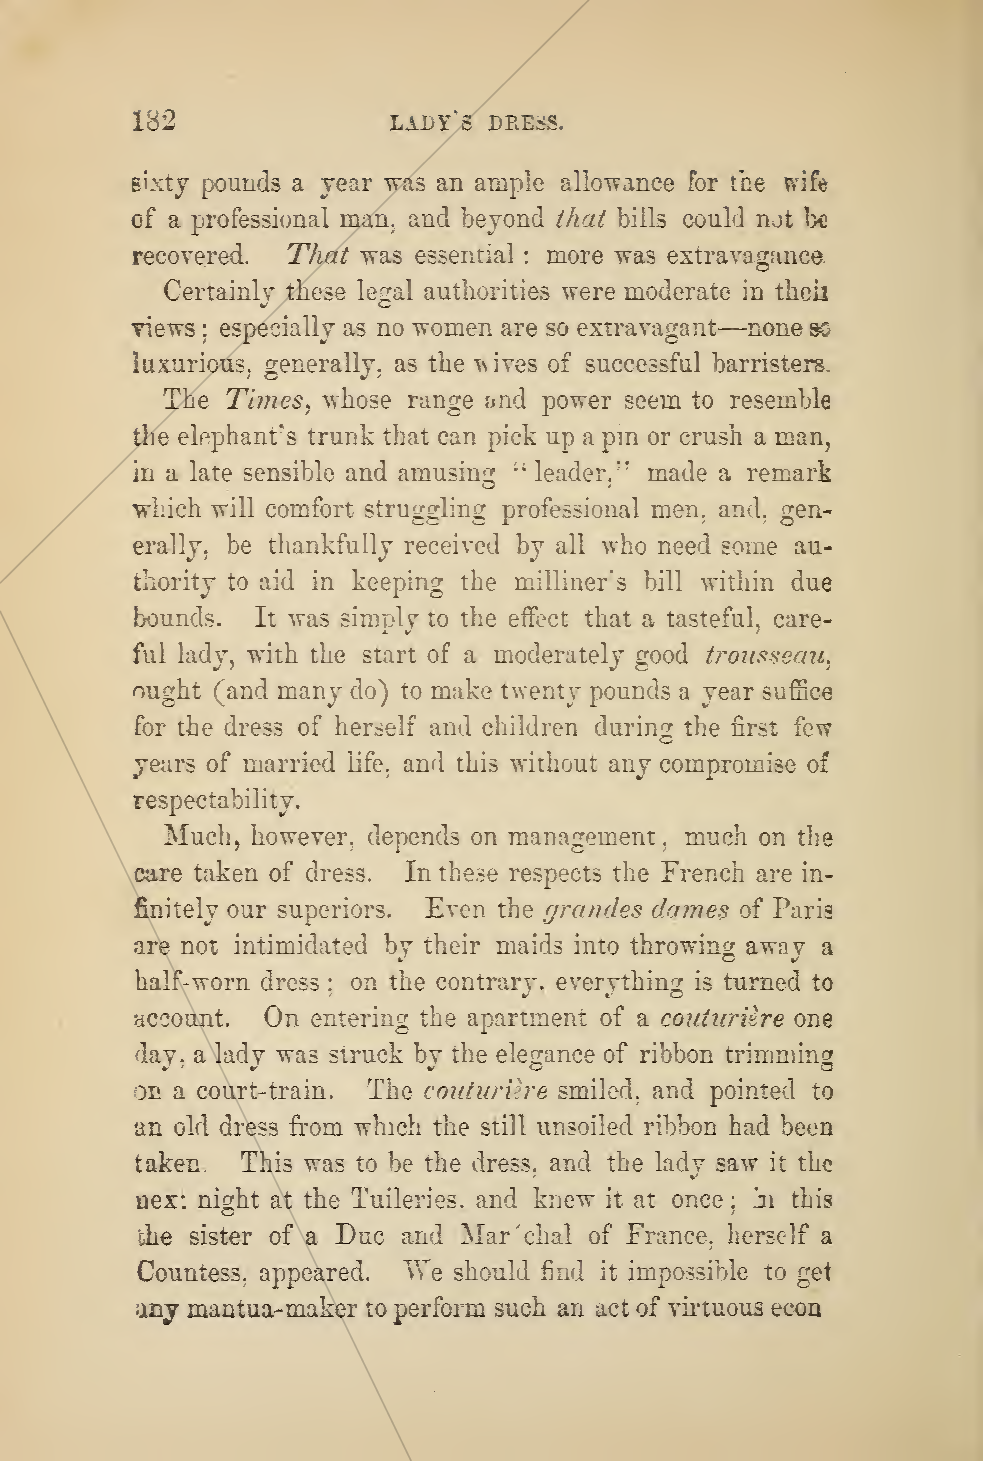 182 LADY'S DRESS.
sixty pounds a year was an ample allowance for the wife
of a professional man, and beyond that bills could not be
recovered. That was essential : more was extravagance.
Certainly these legal authorities were moderate in their
views ; especially as no women are so extravagant—none so
luxurious, generally, as the wives of successful barristers.
The Times, whose range and power seem to resemble
the elephant's trunk that can pick up a pin or crush a man,
in a late sensible and amusing “leader,” made a remark
which will comfort struggling professional men, and, gen-
erally, be thankfully received by all who need some au-
thority to aid in keeping the milliner's bill within due
bounds. It was simply to the effect that a tasteful, care-
ful lady, with the start of a moderately good trousseau,
ought (and many do) to make twenty pounds a year suffice
for the dress of herself and children during the first few
years of married life, and this without any compromise of
respectability.
Much, however, depends on management, much on the
care taken of dress. In these respects the French are in-
finitely our superiors. Even the grandes dames of Paris
are not intimidated by their maids into throwing away a
half-worn dress ; on the contrary, everything is turned to
account. On entering the apartment of a couturière one
day, a lady was struck by the elegance of ribbon trimming
on a court-train. The couturière smiled, and pointed to
an old dress from which the still unsoiled ribbon had been
taken. This was to be the dress, and the lady saw it the
next night at the Tuileries, and knew it at once ; in this
the sister of a Duc and Mar'chal of France, herself a
Countess, appeared. We should find it impossible to get
any mantua-maker to perform such an act of virtuous econ